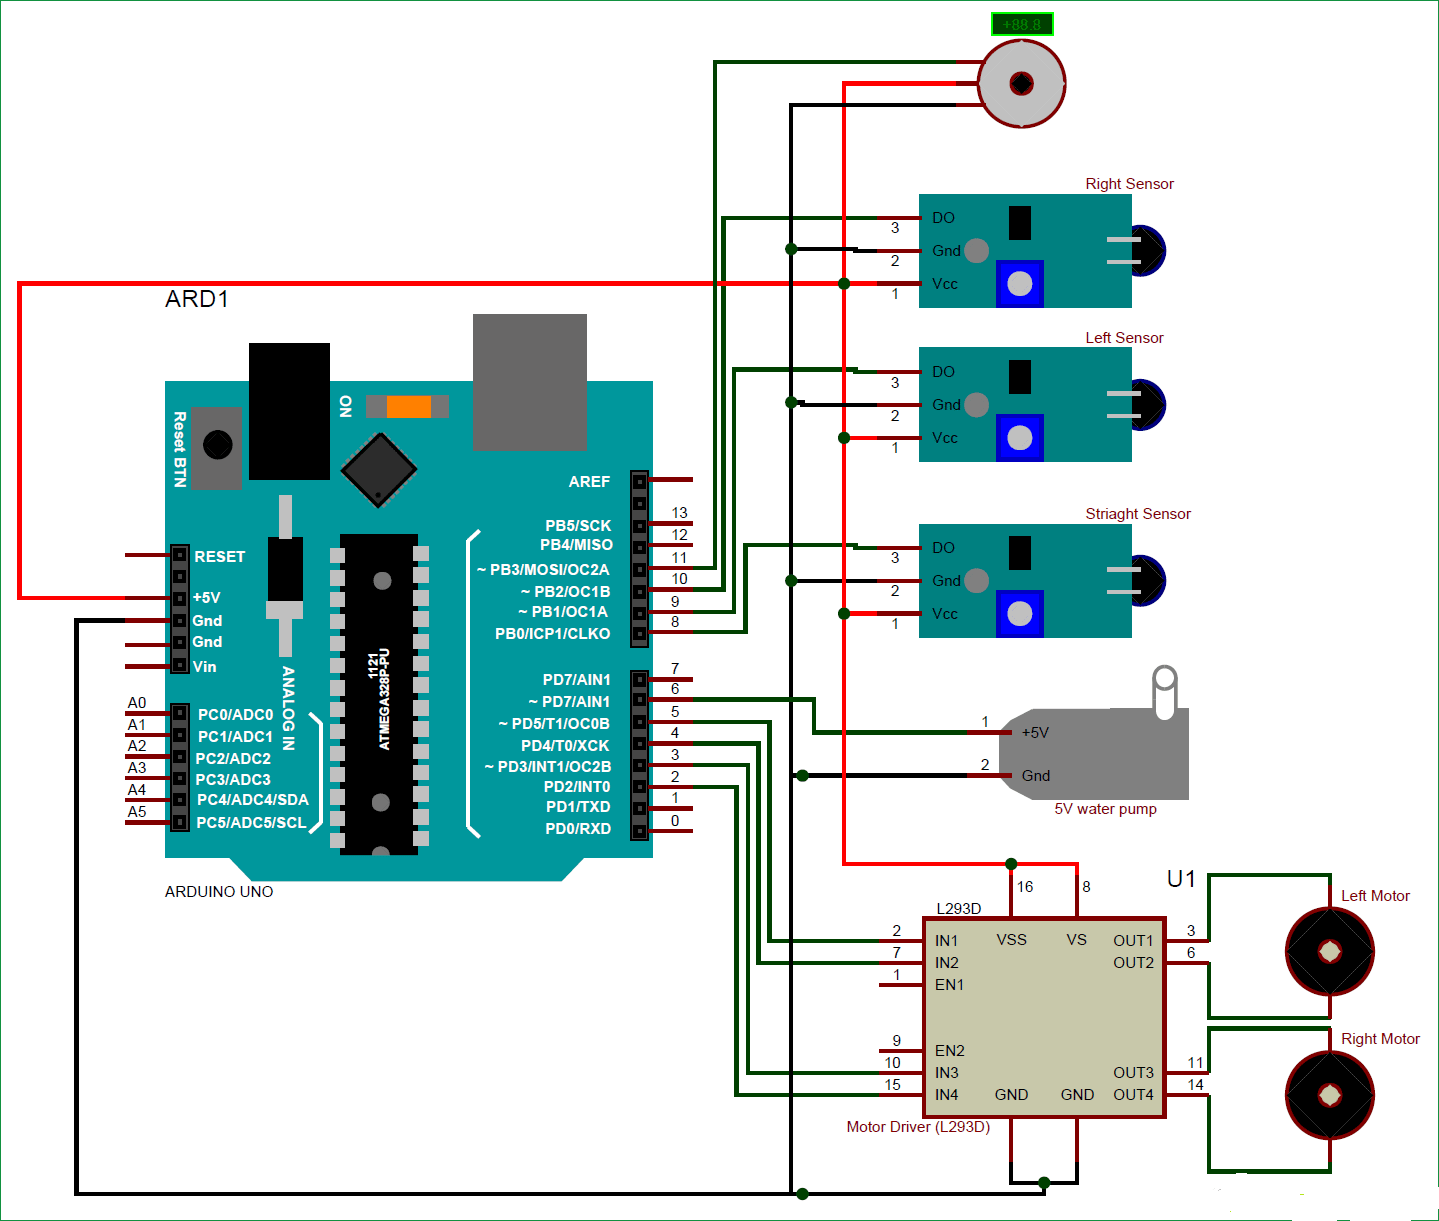 +88.8
Right Sensor
DO
3
Gnd
2
Vcc
1
ARD1
Left Sensor
DO
3
Gnd
2
Vcc
1
Reset BTN
ON
AREF
PB5/SCK 13
PB4/MISO 12
~ PB3/MOSI/OC2A 11
~ PB2/OC1B 10
~ PB1/OC1A 9
PB0/ICP1/CLKO 8
Striaght Sensor
DO
3
Gnd
2
Vcc
1
RESET
+5V
Gnd
Gnd
Vin
1121
ATMEGA328P-PU
ANALOG IN
A0 PC0/ADC0
A1 PC1/ADC1
A2 PC2/ADC2
A3 PC3/ADC3
A4 PC4/ADC4/SDA
A5 PC5/ADC5/SCL
PD7/AIN1 7
~ PD7/AIN1 6
~ PD5/T1/OC0B 5
PD4/T0/XCK 4
~ PD3/INT1/OC2B 3
PD2/INT0 2
PD1/TXD 1
PD0/RXD 0
1 +5V
2 Gnd
5V water pump
ARDUINO UNO
U1
16 8
L293D
VSS VS
2 IN1 OUT1 3
7 IN2 OUT2 6
1 EN1
9 EN2
10 IN3 OUT3 11
15 IN4 GND GND OUT4 14
Motor Driver (L293D)
Left Motor
Right Motor